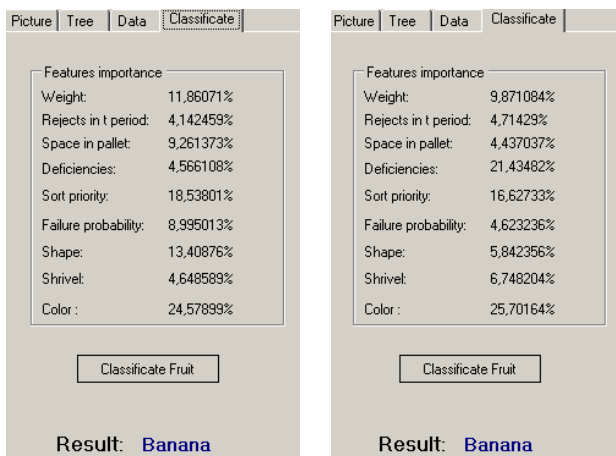 Picture Tree Data Classificate
Features importance
Weight: 11,86071%
Rejects in t period: 4,142459%
Space in pallet: 9,261373%
Deficiencies: 4,566108%
Sort priority: 18,53801%
Failure probability: 8,995013%
Shape: 13,40876%
Shrivel: 4,648589%
Color : 24,57899%
Classificate Fruit
Result: Banana
Picture Tree Data Classificate
Features importance
Weight: 9,871084%
Rejects in t period: 4,71429%
Space in pallet: 4,437037%
Deficiencies: 21,43482%
Sort priority: 16,62733%
Failure probability: 4,623236%
Shape: 5,842356%
Shrivel: 6,748204%
Color : 25,70164%
Classificate Fruit
Result: Banana